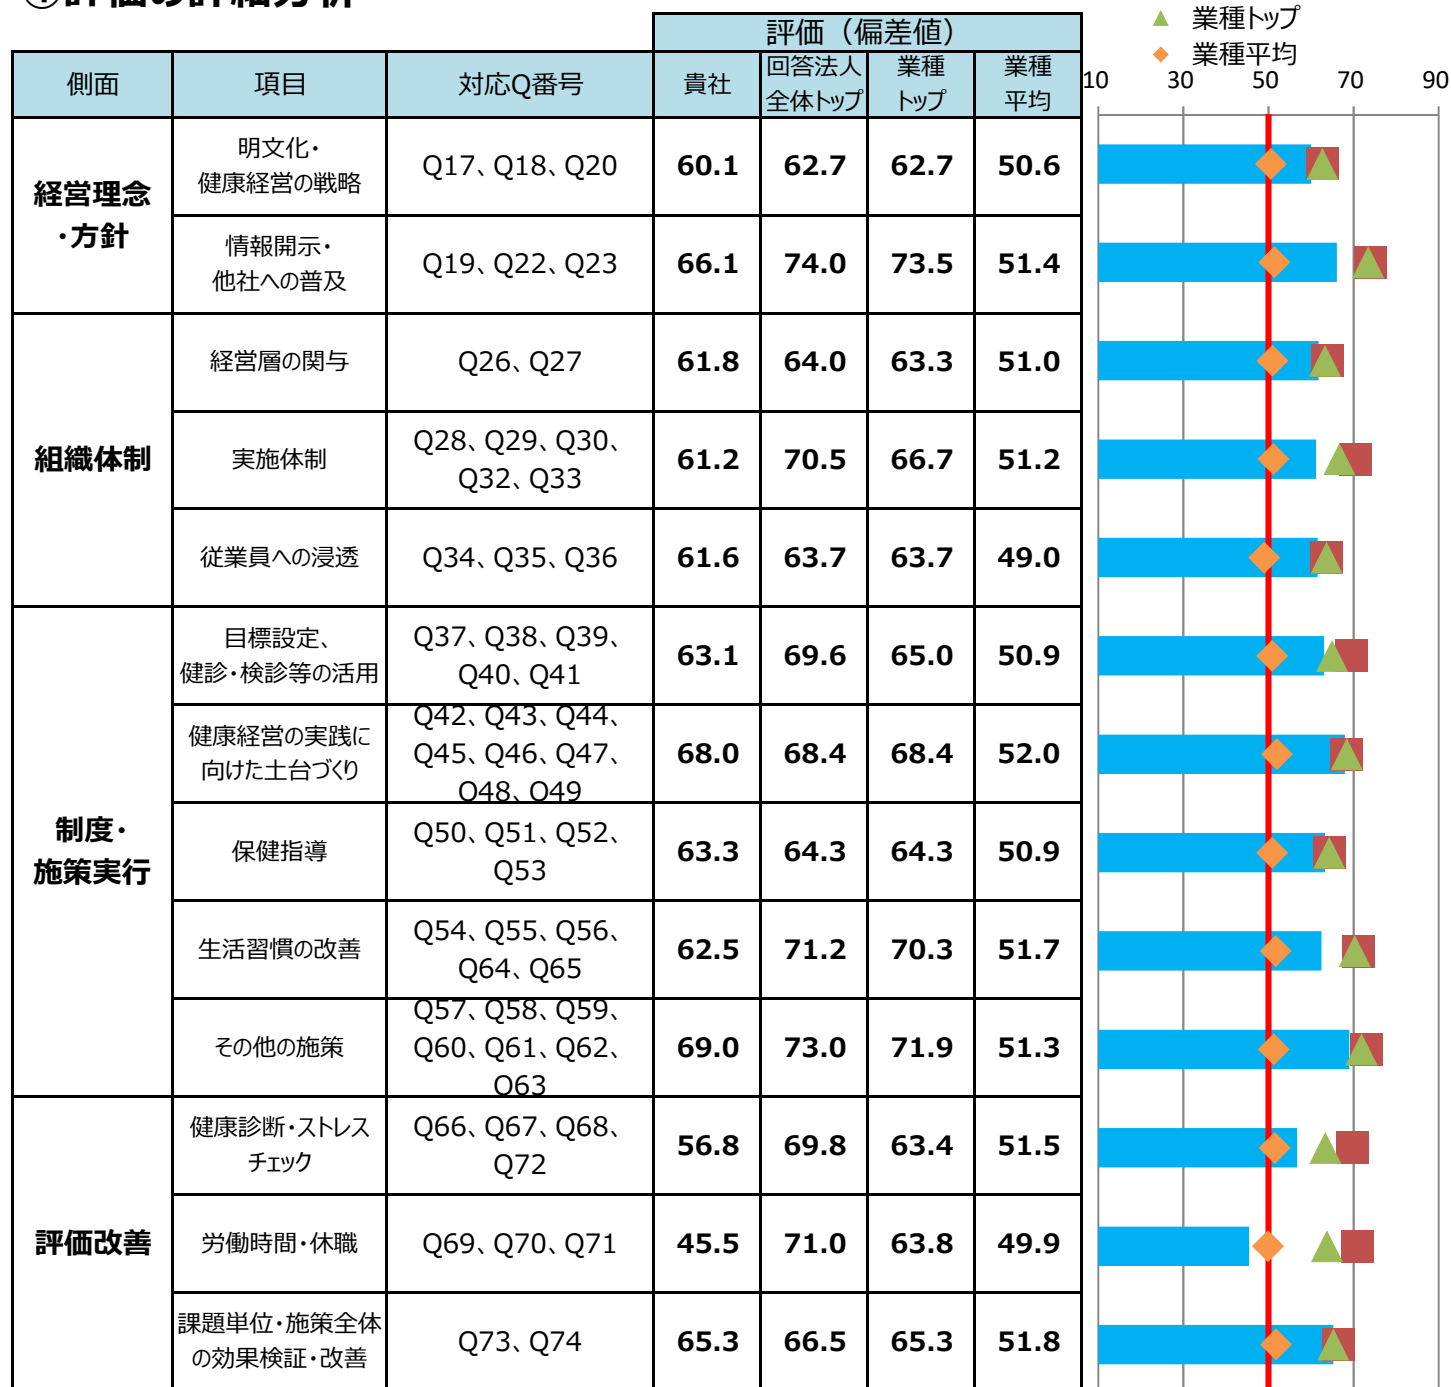 ①評価の詳細分析
業種トップ
業種平均
評価（偏差値）
側面 項目 対応Q番号 貴社 回答法人 業種 業種
全体トップ トップ 平均
10 30 50 70 90
経営理念
・方針
明文化・
健康経営の戦略
Q17、Q18、Q20 60.1 62.7 62.7 50.6
情報開示・
他社への普及
Q19、Q22、Q23 66.1 74.0 73.5 51.4
組織体制
経営層の関与 Q26、Q27 61.8 64.0 63.3 51.0
実施体制
Q28、Q29、Q30、
Q32、Q33
61.2 70.5 66.7 51.2
従業員への浸透 Q34、Q35、Q36 61.6 63.7 63.7 49.0
制度・
施策実行
目標設定、
健診・検診等の活用
Q37、Q38、Q39、
Q40、Q41
63.1 69.6 65.0 50.9
健康経営の実践に
向けた土台づくり
Q42、Q43、Q44、
Q45、Q46、Q47、
Q48、Q49
68.0 68.4 68.4 52.0
保健指導
Q50、Q51、Q52、
Q53
63.3 64.3 64.3 50.9
生活習慣の改善
Q54、Q55、Q56、
Q64、Q65
62.5 71.2 70.3 51.7
その他の施策
Q57、Q58、Q59、
Q60、Q61、Q62、
Q63
69.0 73.0 71.9 51.3
評価改善
健康診断・ストレス
チェック
Q66、Q67、Q68、
Q72
56.8 69.8 63.4 51.5
労働時間・休職 Q69、Q70、Q71 45.5 71.0 63.8 49.9
課題単位・施策全体
の効果検証・改善
Q73、Q74 65.3 66.5 65.3 51.8